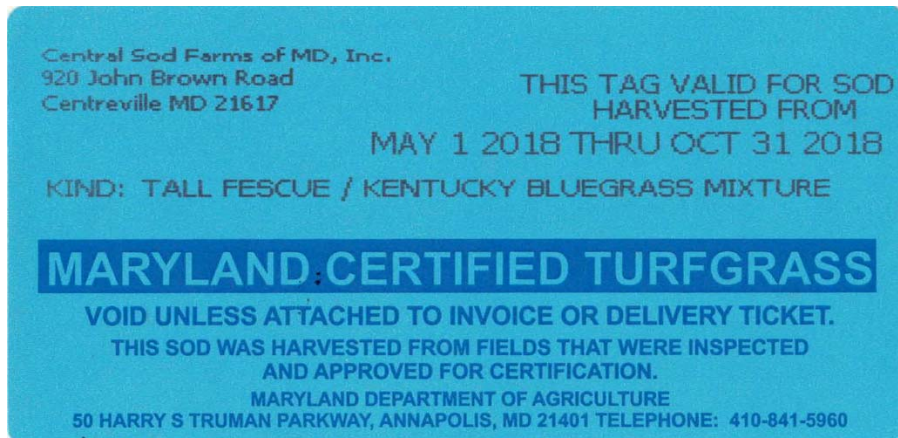 Central Sod Farms of MD, Inc.
920 John Brown Road
Centreville MD 21617
THIS TAG VALID FOR SOD
HARVESTED FROM
MAY 1 2018 THRU OCT 31 2018
KIND: TALL FESCUE / KENTUCKY BLUEGRASS MIXTURE
MARYLAND CERTIFIED TURFGRASS
VOID UNLESS ATTACHED TO INVOICE OR DELIVERY TICKET.
THIS SOD WAS HARVESTED FROM FIELDS THAT WERE INSPECTED
AND APPROVED FOR CERTIFICATION.
MARYLAND DEPARTMENT OF AGRICULTURE
50 HARRY S TRUMAN PARKWAY, ANNAPOLIS, MD 21401 TELEPHONE: 410-841-5960